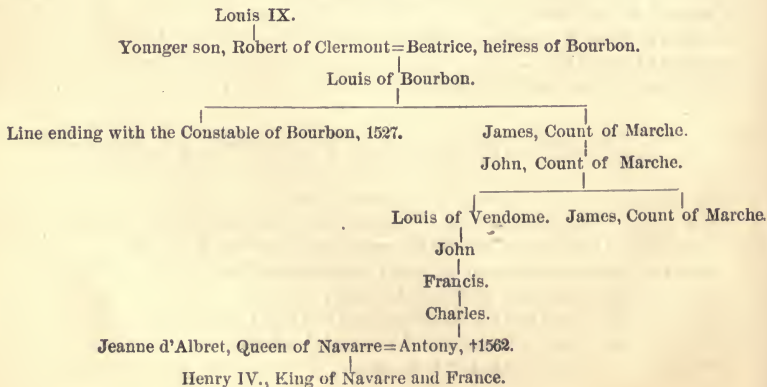 Louis IX.
Younger son, Robert of Clermont=Beatrice, heiress of Bourbon.
Louis of Bourbon.
Line ending with the Constable of Bourbon, 1527. James, Count of Marche.
John, Count of Marche.
Louis of Vendome. James, Count of Marche.
John
Francis.
Charles.
Jeanne d'Albret, Queen of Navarre=Antony, †1562.
Henry IV., King of Navarre and France.